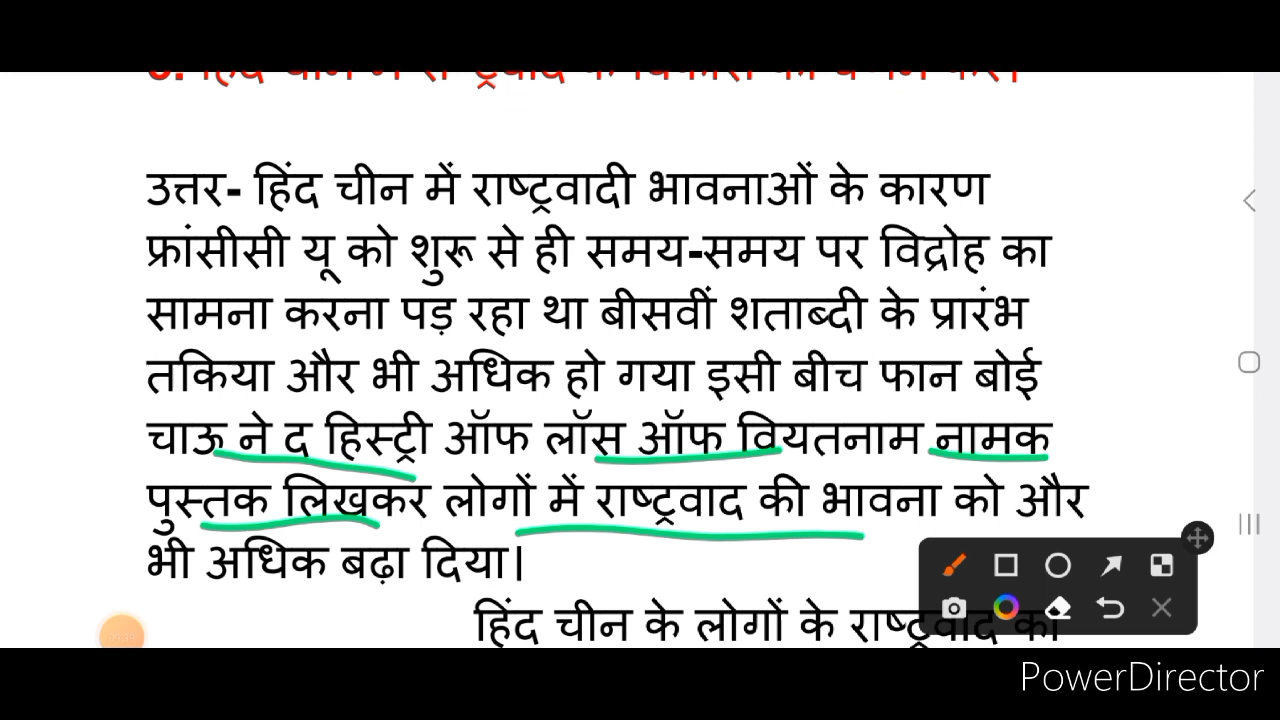 उत्तर- हिंद चीन में राष्ट्रवादी भावनाओं के कारण
फ्रांसीसी यू को शुरू से ही समय-समय पर विद्रोह का
सामना करना पड़ रहा था बीसवीं शताब्दी के प्रारंभ
तकिया और भी अधिक हो गया इसी बीच फान बोई
चाऊ ने द हिस्ट्री ऑफ लॉस ऑफ वियतनाम नामक
पुस्तक लिखकर लोगों में राष्ट्रवाद की भावना को और
भी अधिक बढ़ा दिया।
हिंद चीन के लोगों के राष्ट्रवाद का
PowerDirector